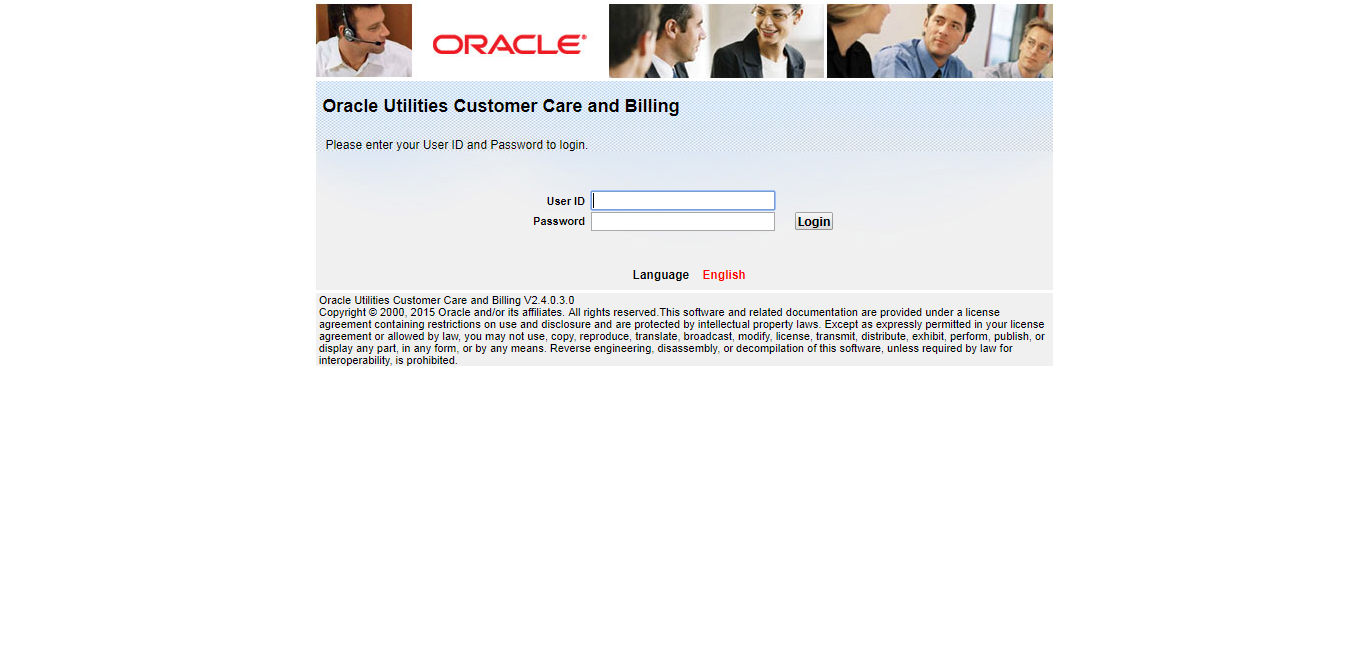 ORACLE®
Oracle Utilities Customer Care and Billing
Please enter your User ID and Password to login.
User ID
Password
Login
Language English
Oracle Utilities Customer Care and Billing V2.4.0.3.0
Copyright © 2000, 2015 Oracle and/or its affiliates. All rights reserved.This software and related documentation are provided under a license
agreement containing restrictions on use and disclosure and are protected by intellectual property laws. Except as expressly permitted in your license
agreement or allowed by law, you may not use, copy, reproduce, translate, broadcast, modify, license, transmit, distribute, exhibit, perform, publish, or
display any part, in any form, or by any means. Reverse engineering, disassembly, or decompilation of this software, unless required by law for
interoperability, is prohibited.